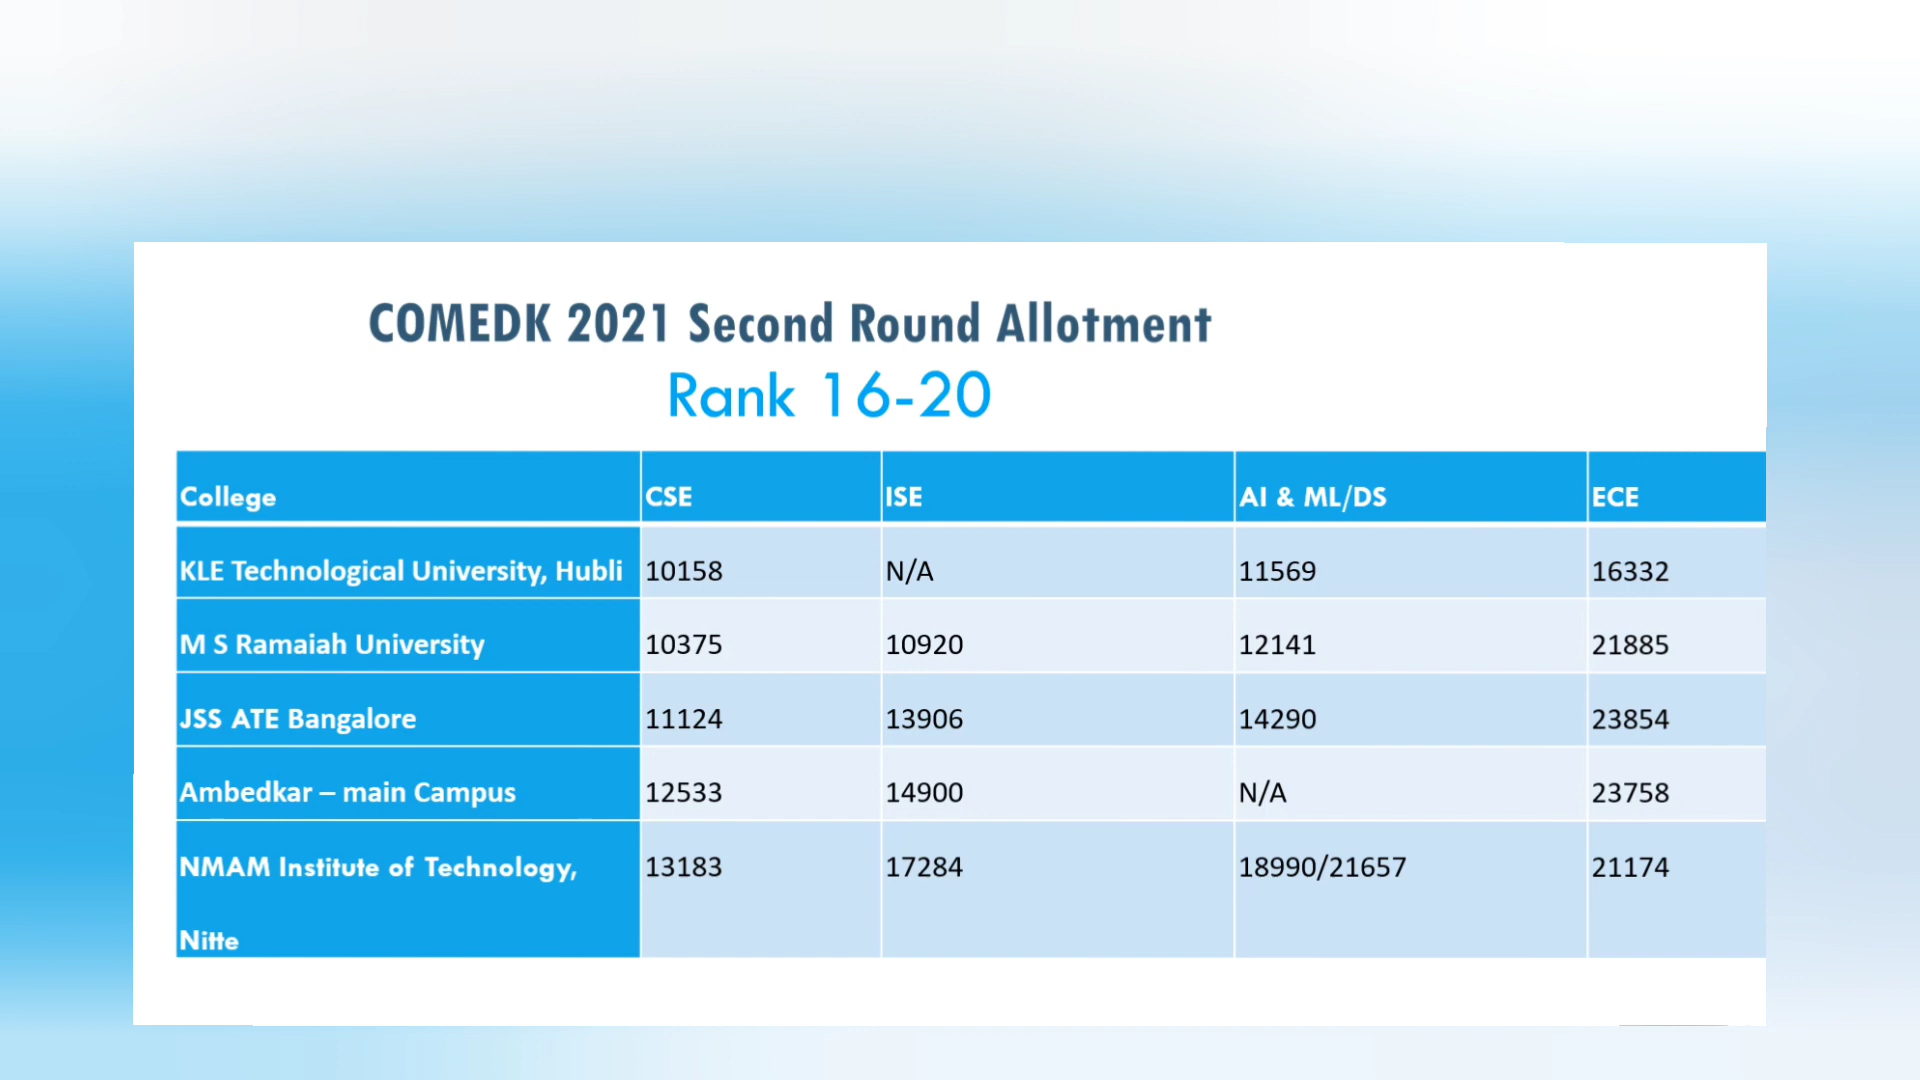 COMEDK 2021 Second Round Allotment
Rank 16-20
College CSE ISE AI & ML/DS ECE
KLE Technological University, Hubli 10158 N/A 11569 16332
M S Ramaiah University 10375 10920 12141 21885
JSS ATE Bangalore 11124 13906 14290 23854
Ambedkar – main Campus 12533 14900 N/A 23758
NMAM Institute of Technology, 13183 17284 18990/21657 21174
Nitte